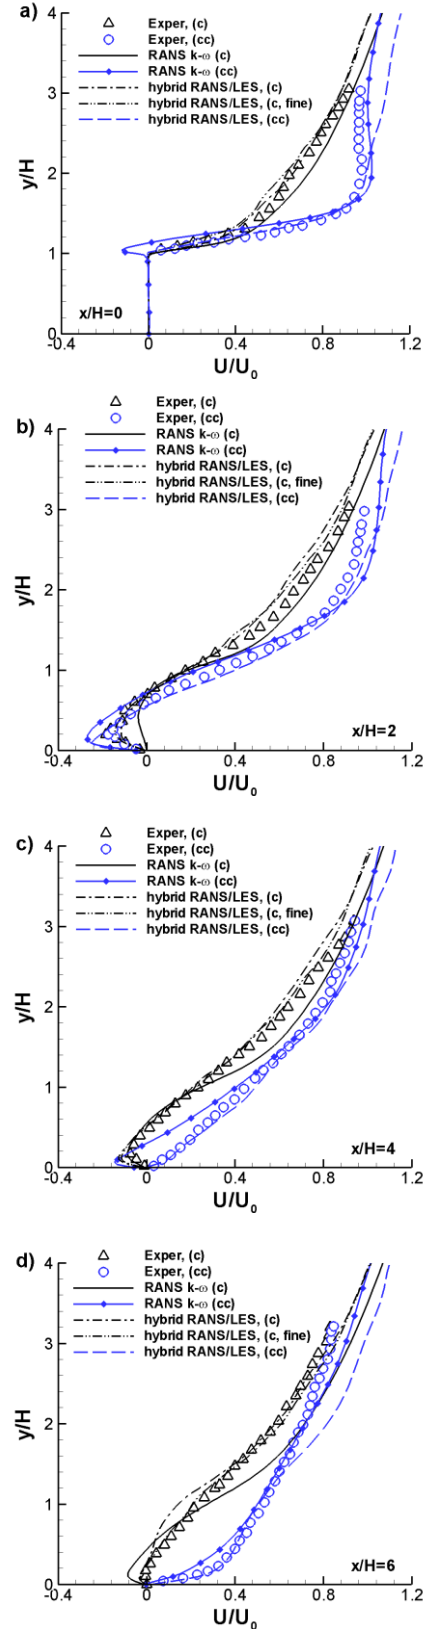 a)
Exper, (c)
Exper, (cc)
RANS k-ω (c)
RANS k-ω (cc)
hybrid RANS/LES, (c)
hybrid RANS/LES, (c, fine)
hybrid RANS/LES, (cc)
y/H
4
3
2
1
0
x/H=0
-0.4 0 0.4 0.8 1.2
U/U0
b)
Exper, (c)
Exper, (cc)
RANS k-ω (c)
RANS k-ω (cc)
hybrid RANS/LES, (c)
hybrid RANS/LES, (c, fine)
hybrid RANS/LES, (cc)
y/H
4
3
2
1
0
x/H=2
-0.4 0 0.4 0.8 1.2
U/U0
c)
Exper, (c)
Exper, (cc)
RANS k-ω (c)
RANS k-ω (cc)
hybrid RANS/LES, (c)
hybrid RANS/LES, (c, fine)
hybrid RANS/LES, (cc)
y/H
4
3
2
1
0
x/H=4
-0.4 0 0.4 0.8 1.2
U/U0
d)
Exper, (c)
Exper, (cc)
RANS k-ω (c)
RANS k-ω (cc)
hybrid RANS/LES, (c)
hybrid RANS/LES, (c, fine)
hybrid RANS/LES, (cc)
y/H
4
3
2
1
0
x/H=6
-0.4 0 0.4 0.8 1.2
U/U0